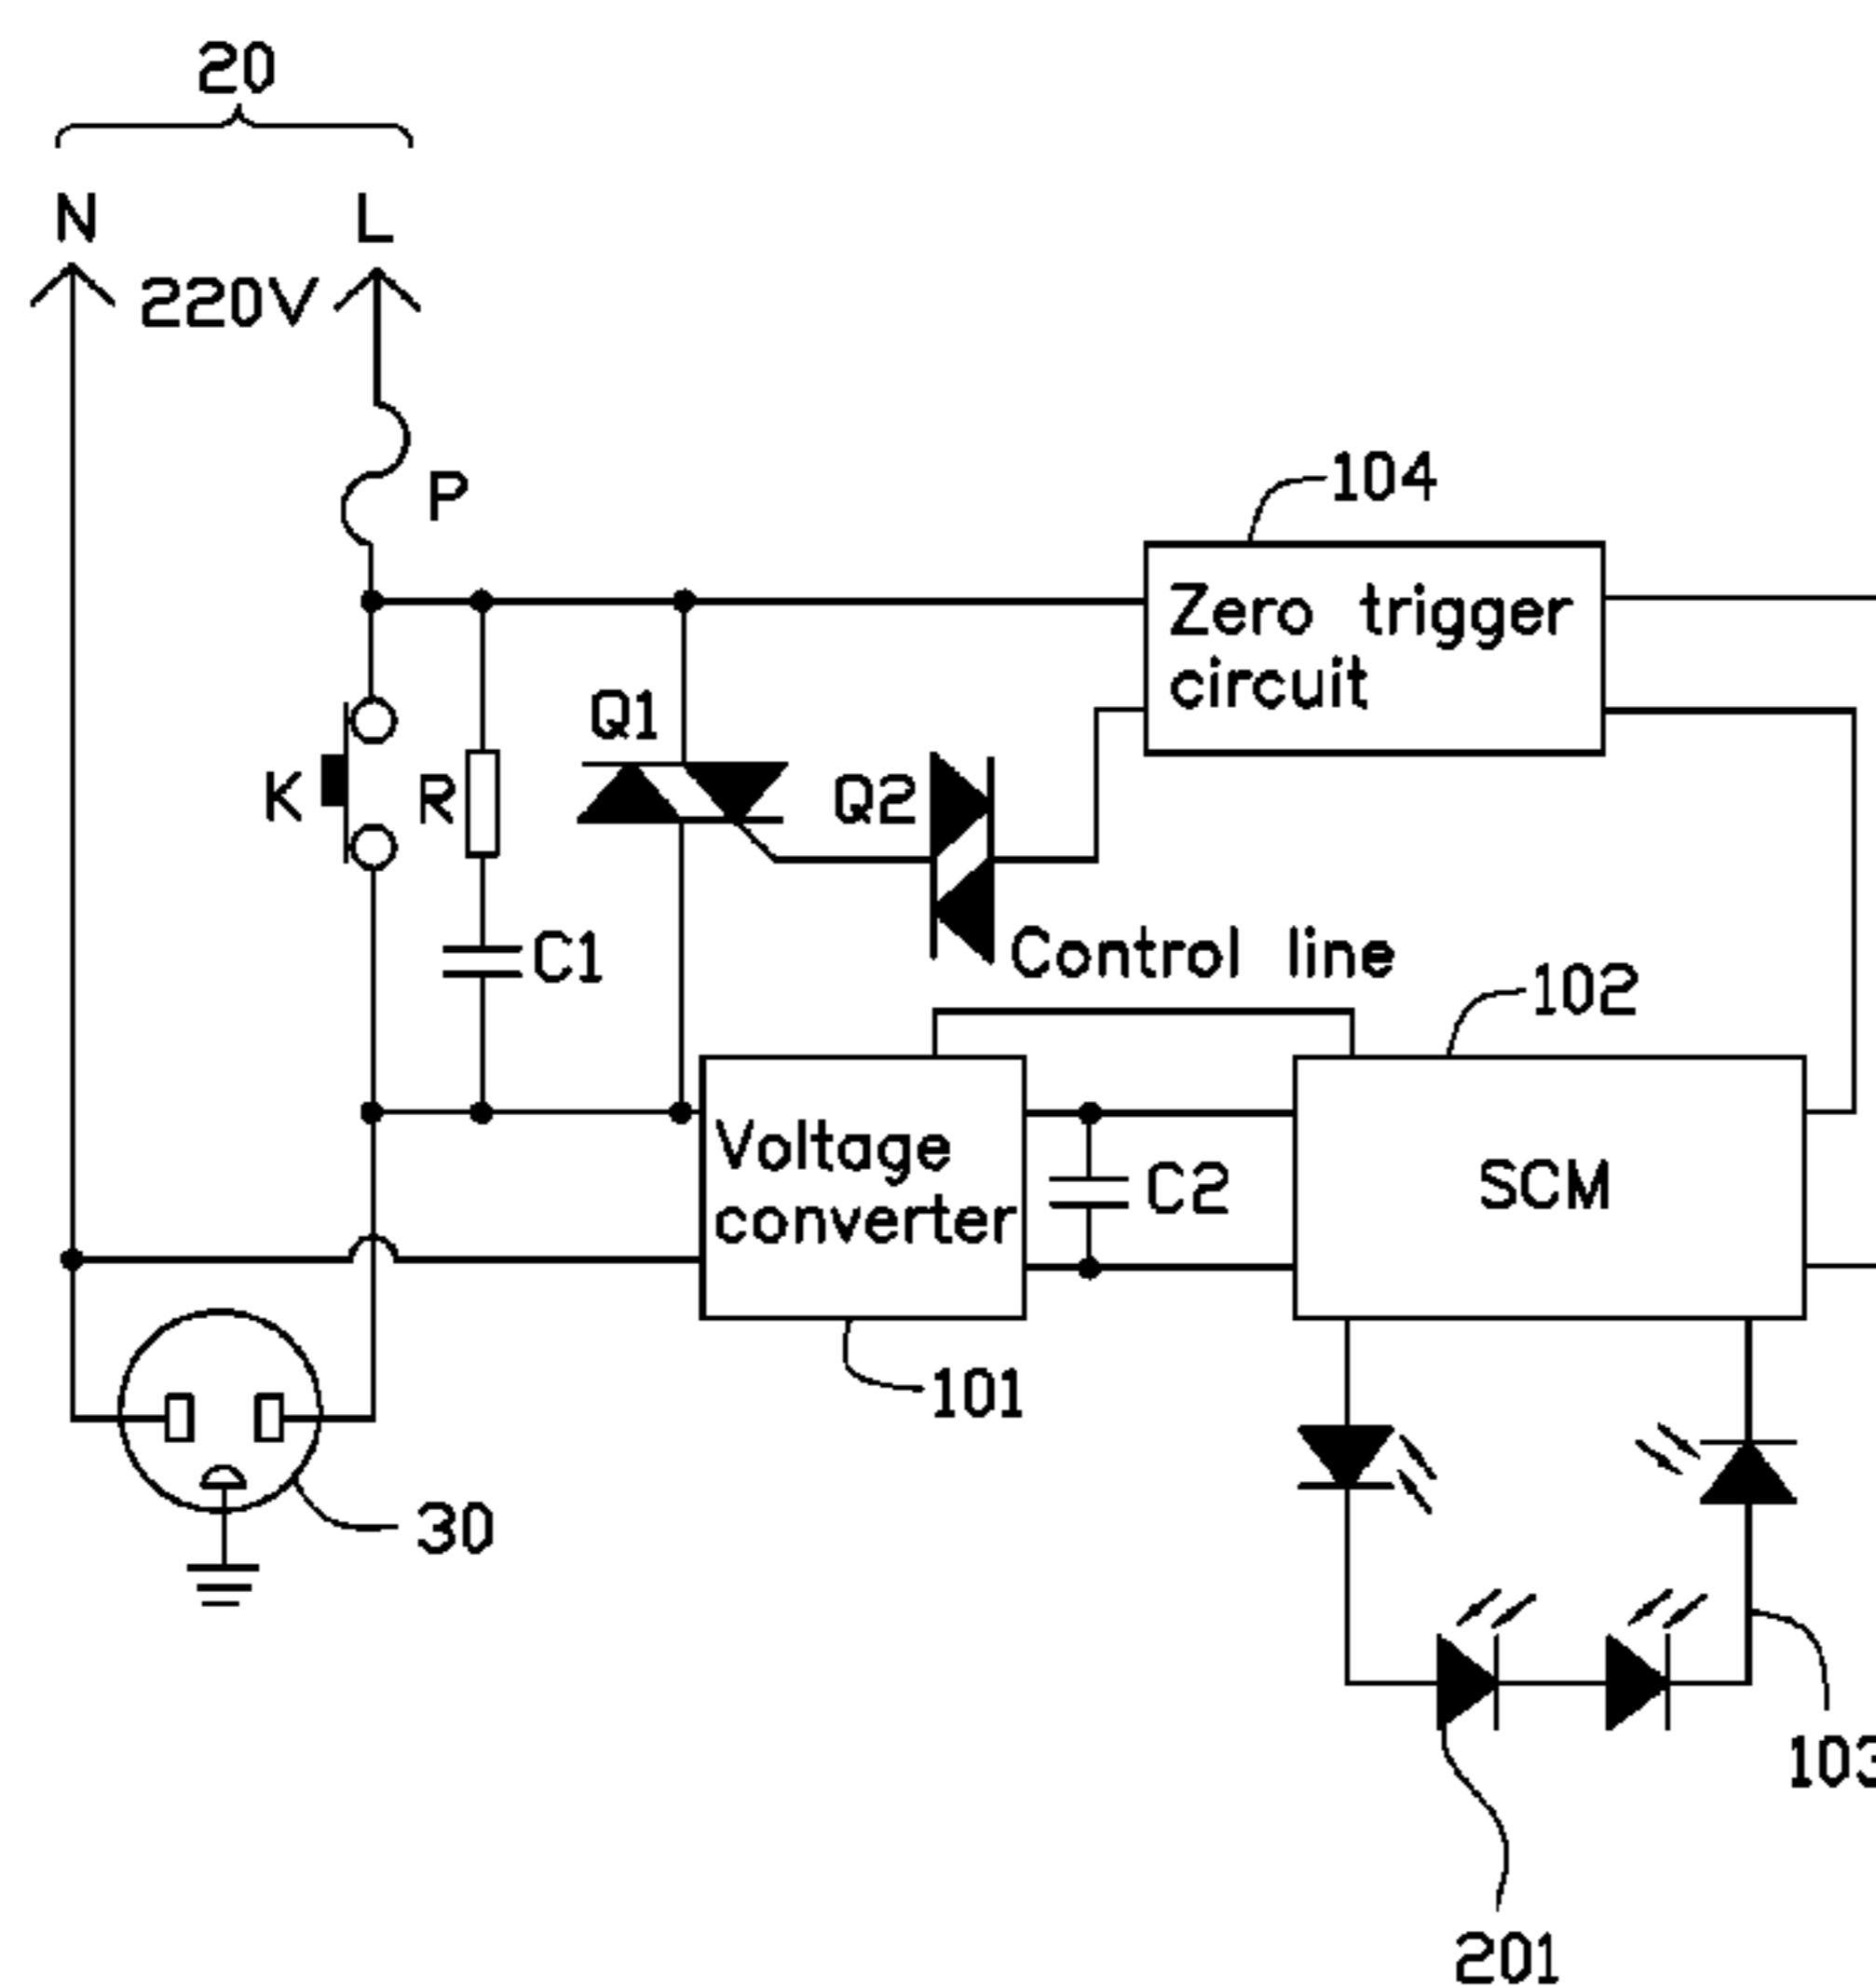 20
N
L
220V
P
104
Zero trigger
circuit
Q1
K
R
Q2
C1
Control line
102
Voltage
converter
C2
SCM
101
30
103
201